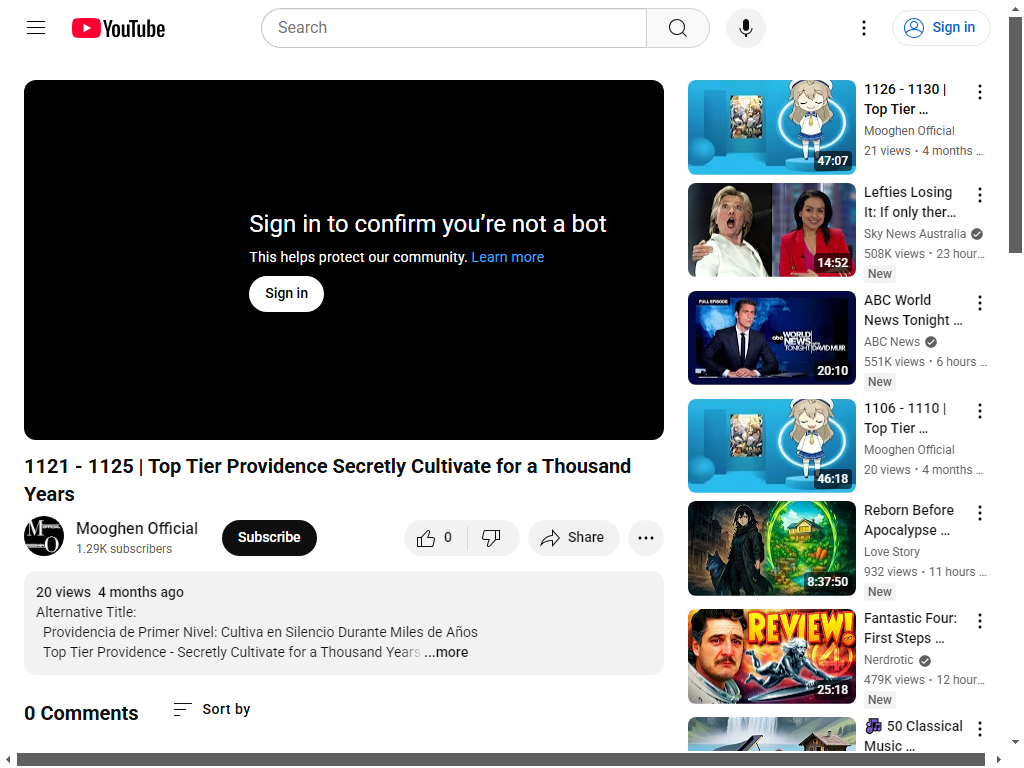 YouTube
Search
Sign in
Sign in to confirm you’re not a bot
This helps protect our community. Learn more
Sign in
1121 - 1125 | Top Tier Providence Secretly Cultivate for a Thousand
Years
Mooghen Official
1.29K subscribers
Subscribe
0
Share
20 views 4 months ago
Alternative Title:
Providencia de Primer Nivel: Cultiva en Silencio Durante Miles de Años
Top Tier Providence - Secretly Cultivate for a Thousand Years ...more
0 Comments
Sort by
47:07
1126 - 1130 |
Top Tier ...
Mooghen Official
21 views • 4 months ...
14:52
Lefties Losing
It: If only ther...
Sky News Australia
508K views • 23 hour...
New
FULL EPISODE
abc WORLD
NEWS
TONIGHT DAVID MUIR
20:10
ABC World
News Tonight ...
ABC News
551K views • 6 hours ...
New
46:18
1106 - 1110 |
Top Tier ...
Mooghen Official
20 views • 4 months ...
8:37:50
Reborn Before
Apocalypse ...
Love Story
932 views • 11 hours ...
New
REVIEW!
25:18
Fantastic Four:
First Steps ...
Nerdrotic
479K views • 12 hour...
New
50 Classical
Music ...